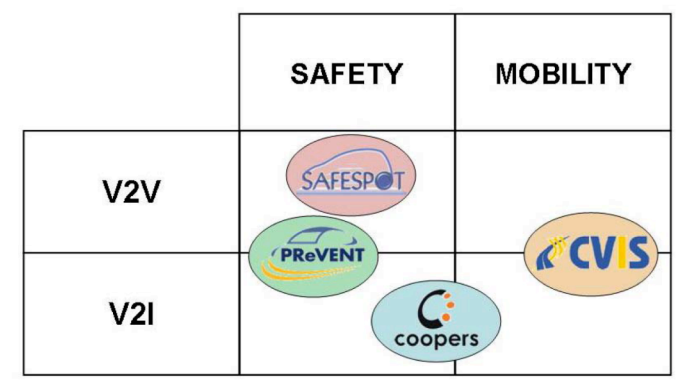 SAFETY MOBILITY
V2V
SAFESPOT
PReVENT
CVIS
V2I
coopers